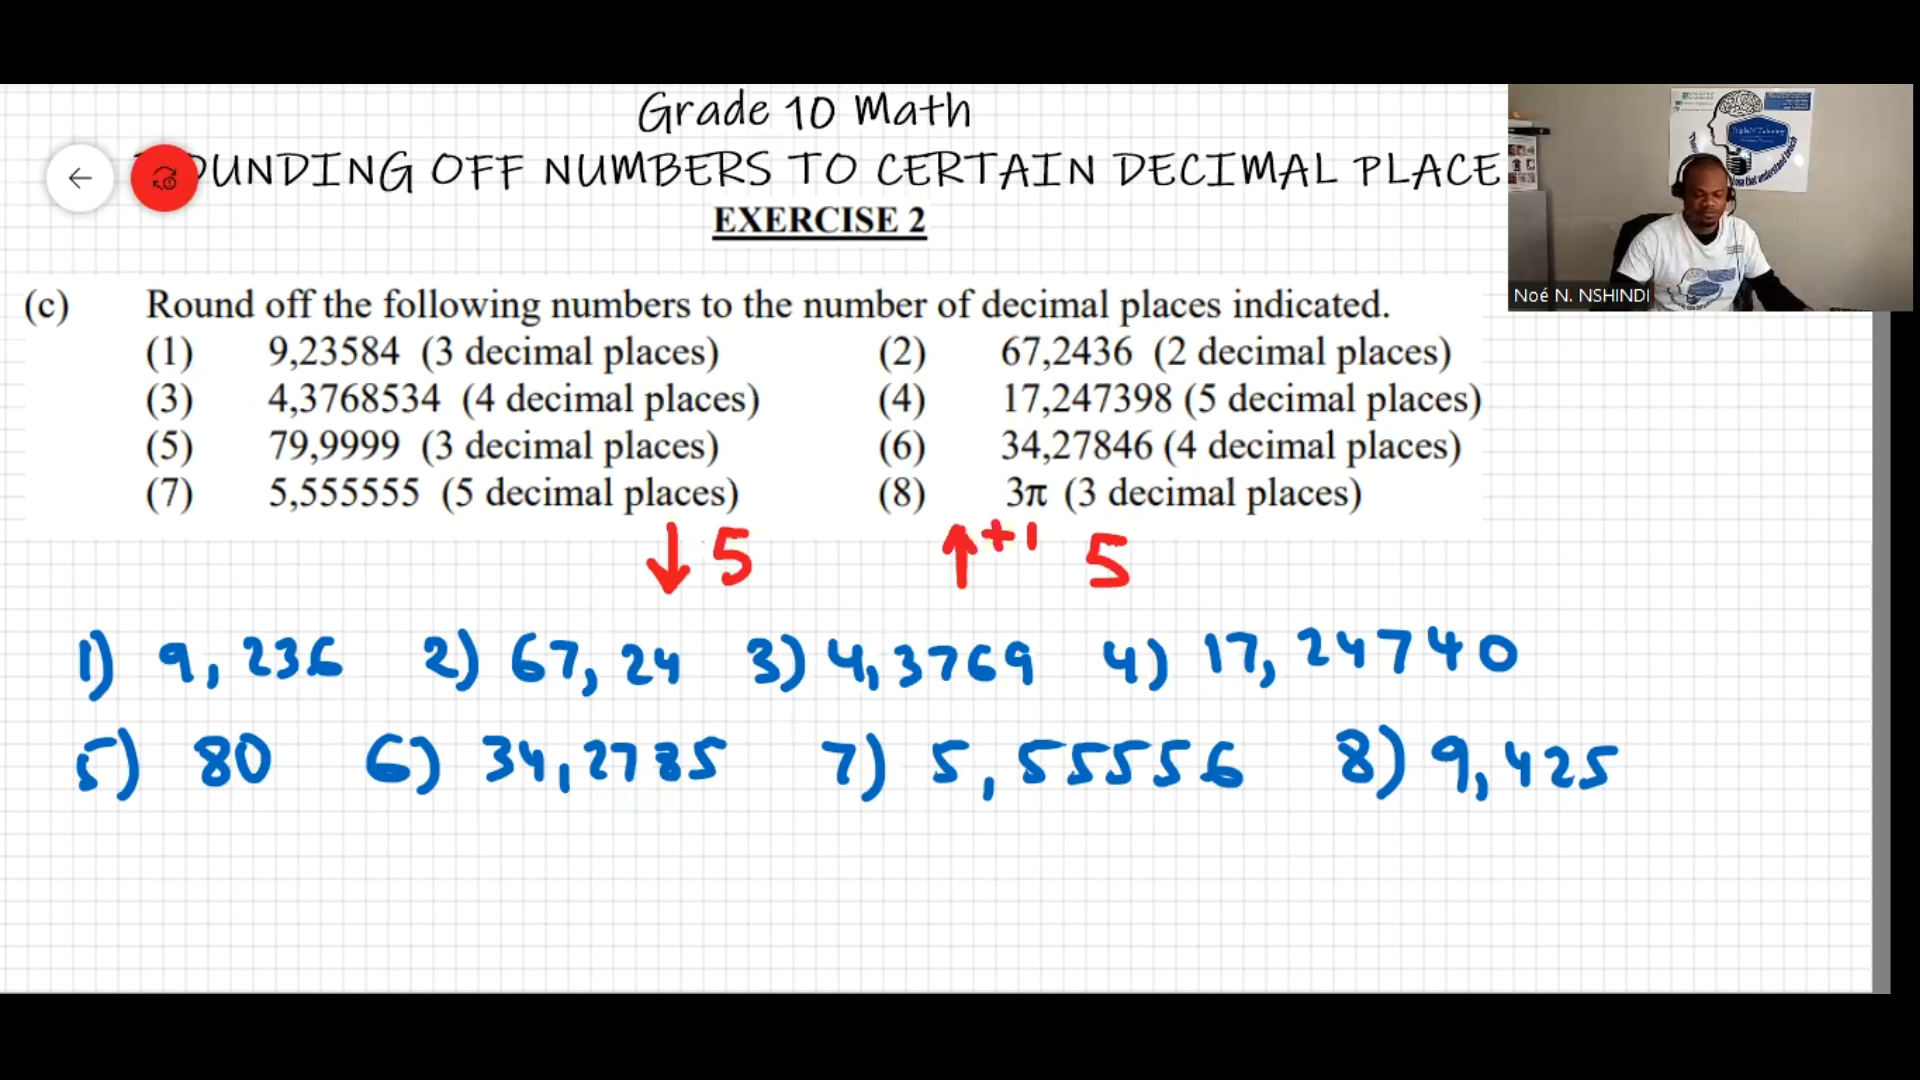 Grade 10 Math
OUNDING OFF NUMBERS TO CERTAIN DECIMAL PLACE
EXERCISE 2
(c) Round off the following numbers to the number of decimal places indicated.
(1) 9,23584 (3 decimal places) (2) 67,2436 (2 decimal places)
(3) 4,3768534 (4 decimal places) (4) 17,247398 (5 decimal places)
(5) 79,9999 (3 decimal places) (6) 34,27846 (4 decimal places)
(7) 5,555555 (5 decimal places) (8) 3π (3 decimal places)
↓ 5 ↑ +1 5
1) 9,236 2) 67,24 3) 4,3769 4) 17,24740
5) 80 6) 34,2785 7) 5,55556 8) 9,425
Noé N. NSHINDI